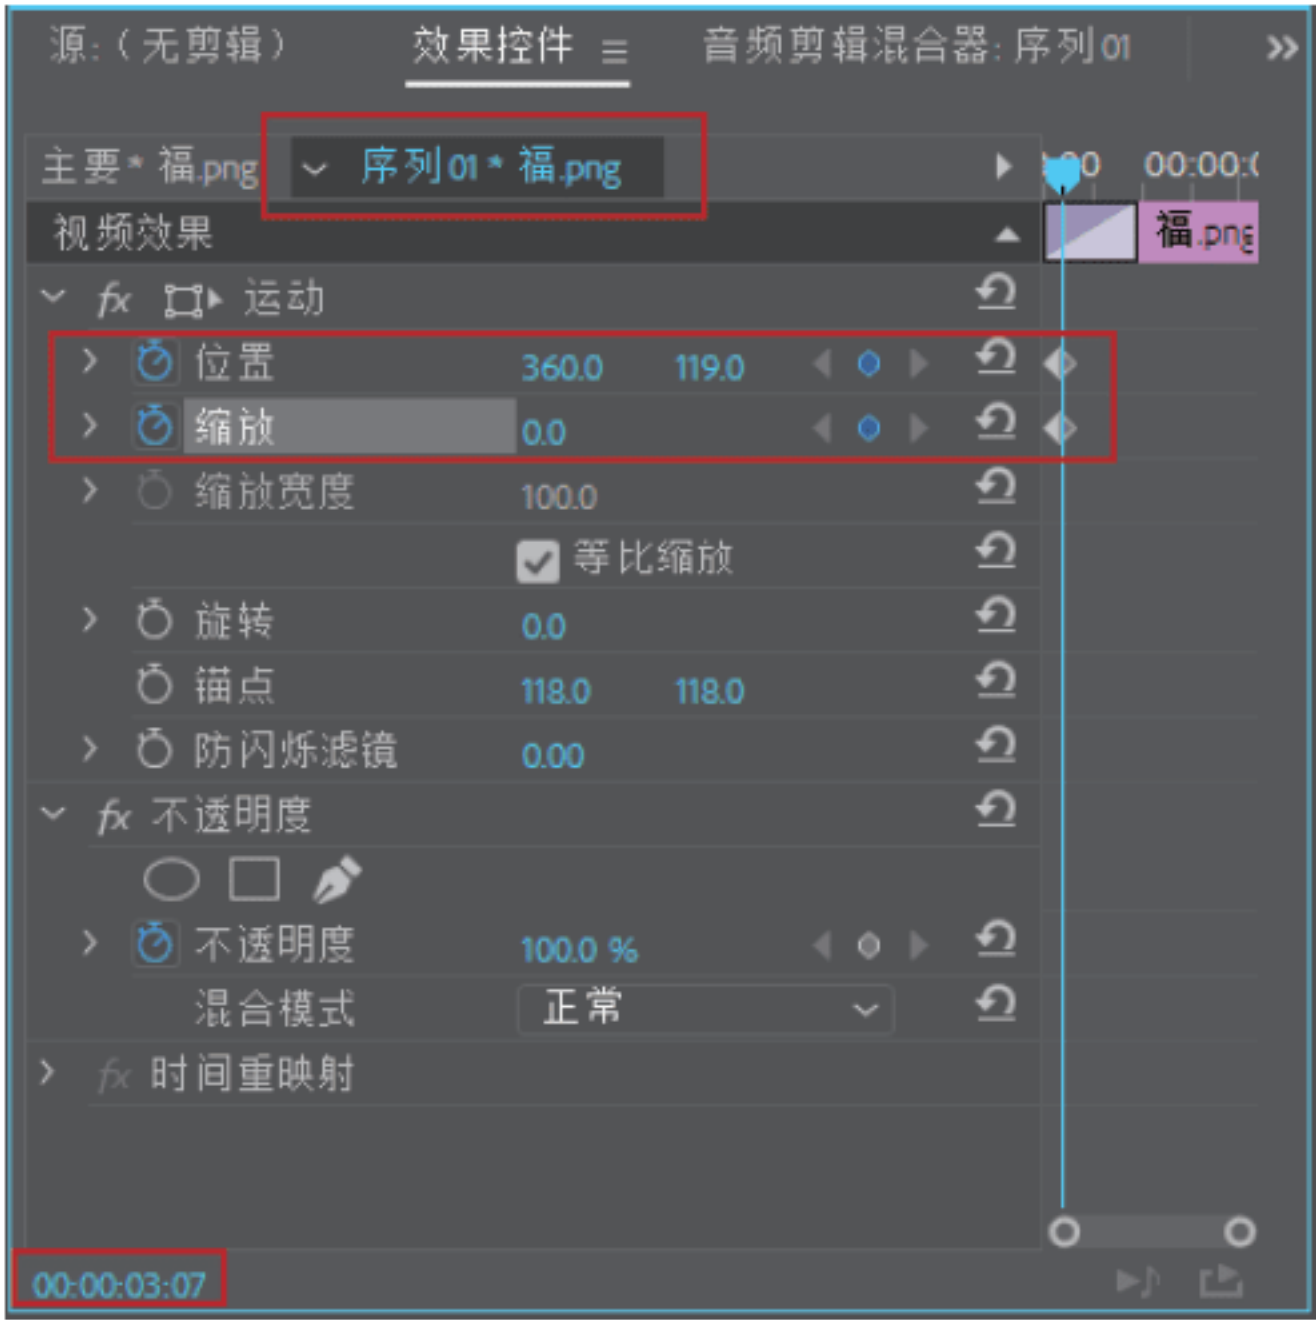 源:（无剪辑） 效果控件 音频剪辑混合器: 序列 01
主要* 福.png 序列 01 * 福.png 00:00:0
视频效果 福.png
fx 运动
位置 360.0 119.0
缩放 0.0
缩放宽度 100.0
等比缩放
旋转 0.0
锚点 118.0 118.0
防闪烁滤镜 0.00
fx 不透明度
不透明度 100.0 %
混合模式 正常
fx 时间重映射
00:00:03:07